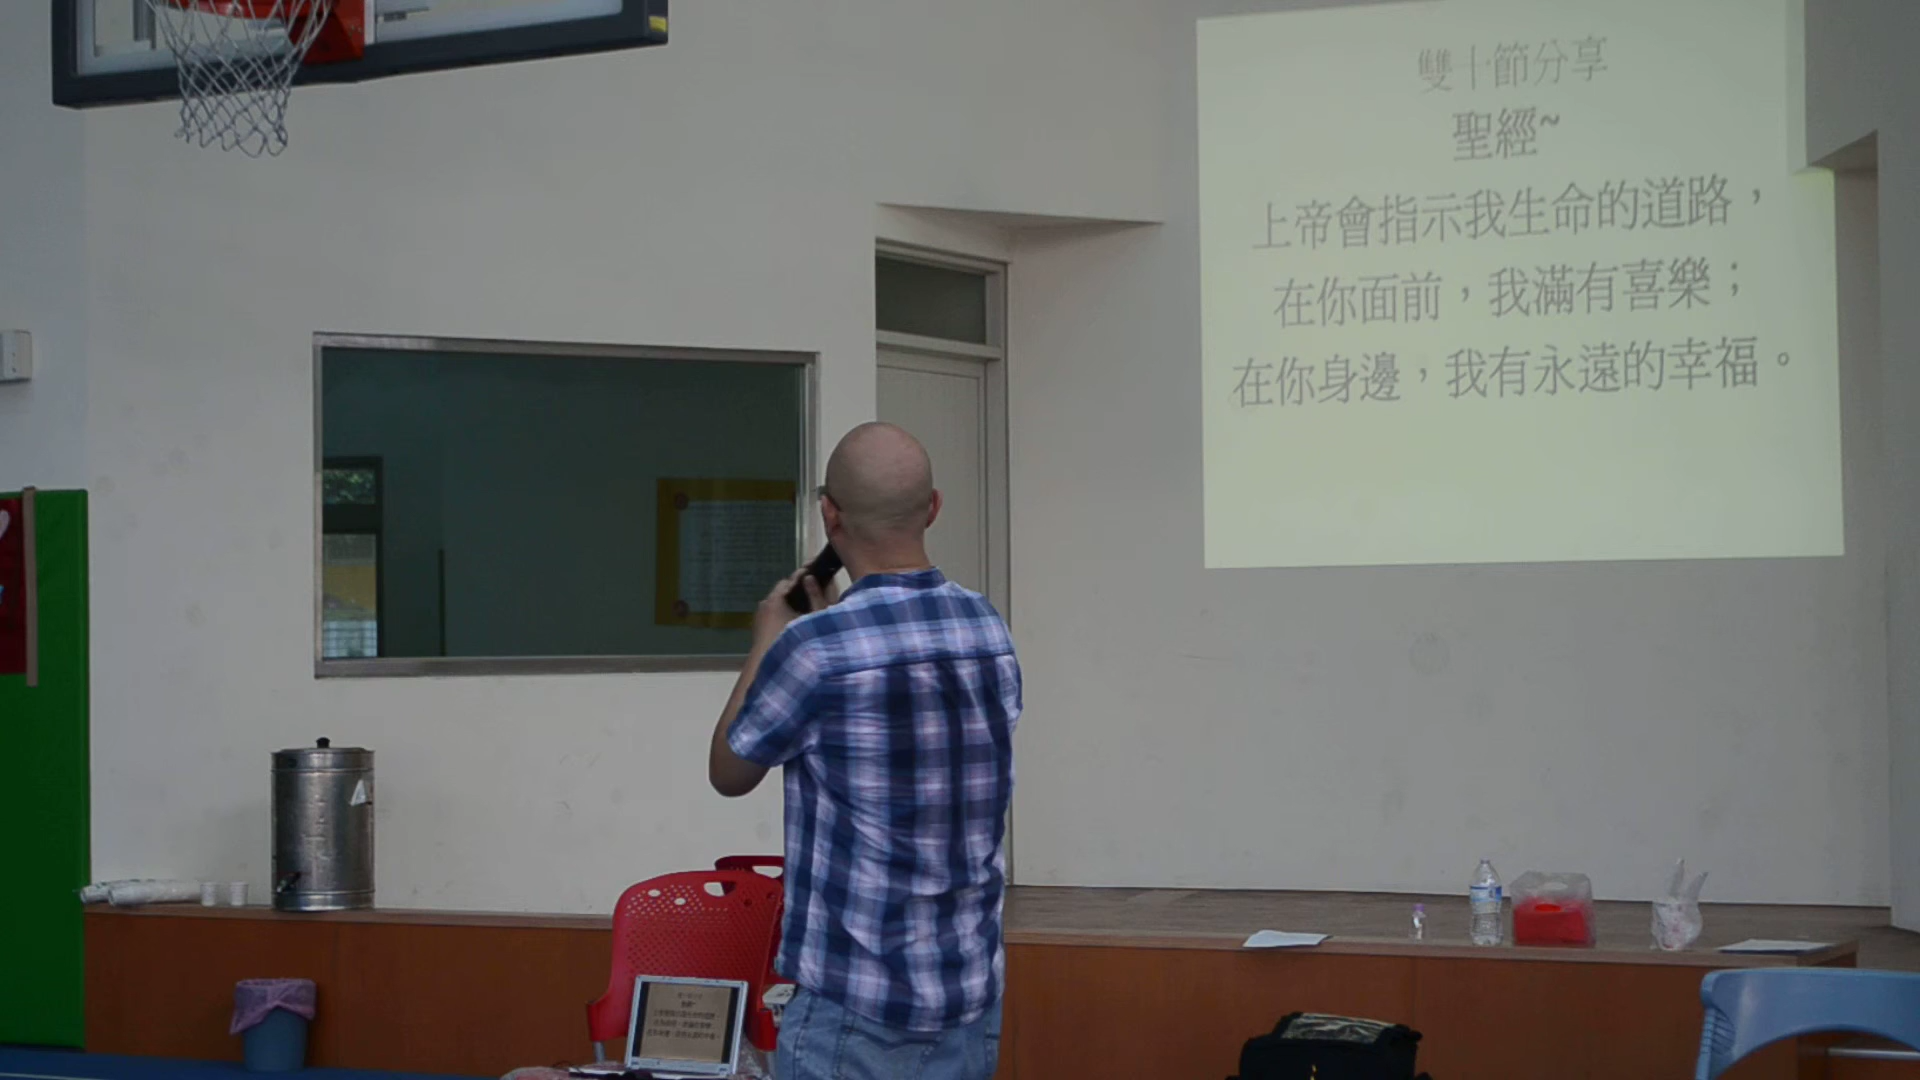 雙十節分享
聖經~
上帝會指示我生命的道路，
在你面前，我滿有喜樂；
在你身邊，我有永遠的幸福。